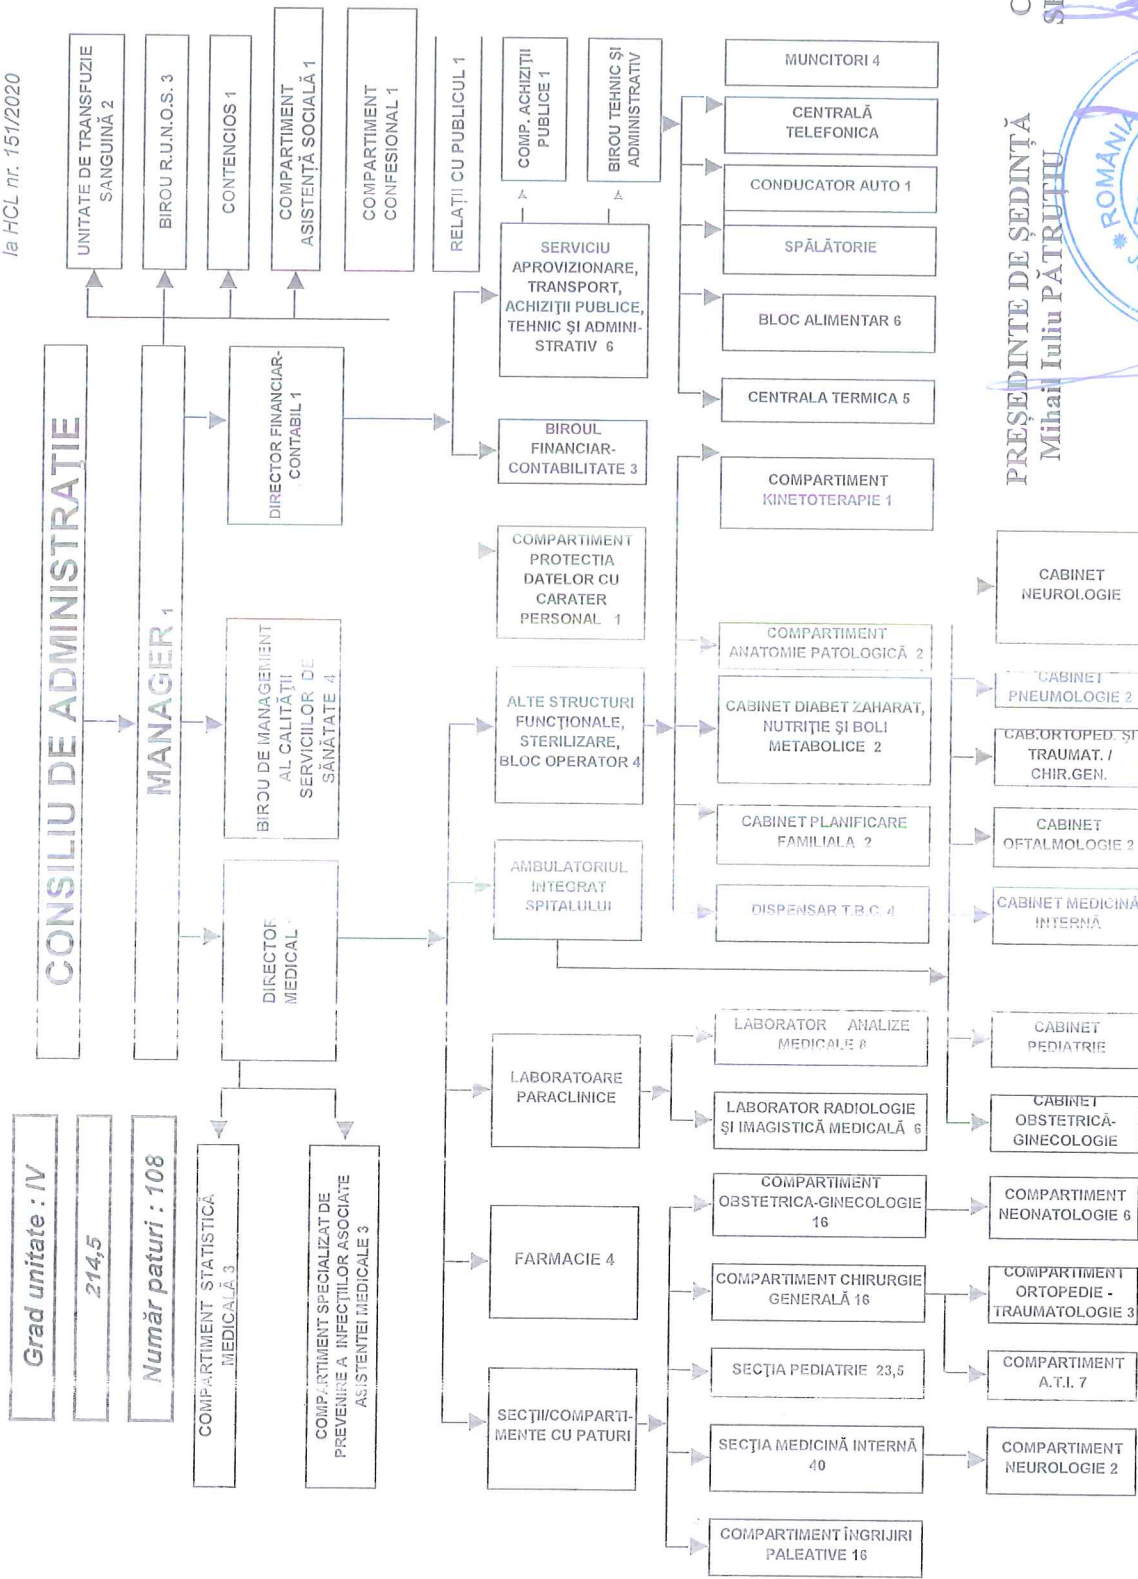 la HCL nr. 151/2020
Grad unitate : IV
214,5
Număr paturi : 108
CONSILIU DE ADMINISTRAȚIE
MANAGER 1
UNITATE DE TRANSFUZIE
SANGUINĂ 2
BIROU R.U.N.O.S. 3
CONTENCIOS 1
COMPARTIMENT
ASISTENȚĂ SOCIALĂ 1
COMPARTIMENT
CONFESIONAL 1
RELAȚII CU PUBLICUL 1
COMPARTIMENT STATISTICĂ
MEDICALĂ 3
COMPARTIMENT SPECIALIZAT DE
PREVENIRE A INFECȚIILOR ASOCIATE
ASISTENTEI MEDICALE 3
DIRECTOR
MEDICAL
BIROU DE MANAGEMENT
AL CALITĂȚII
SERVICIILOR DE
SĂNĂTATE 4
DIRECTOR FINANCIAR-
CONTABIL 1
SECȚII/COMPARTI-
MENTE CU PATURI
FARMACIE 4
LABORATOARE
PARACLINICE
AMBULATORIUL
INTEGRAT
SPITALULUI
ALTE STRUCTURI
FUNCȚIONALE,
STERILIZARE,
BLOC OPERATOR 4
COMPARTIMENT
PROTECTIA
DATELOR CU
CARATER
PERSONAL 1
BIROUL
FINANCIAR-
CONTABILITATE 3
SERVICIU
APROVIZIONARE,
TRANSPORT,
ACHIZIȚII PUBLICE,
TEHNIC ȘI ADMINI-
STRATIV 6
COMP. ACHIZIȚII
PUBLICE 1
BIROU TEHNIC ȘI
ADMINISTRATIV
COMPARTIMENT ÎNGRIJIRI
PALEATIVE 16
SECȚIA MEDICINĂ INTERNĂ
40
SECȚIA PEDIATRIE 23,5
COMPARTIMENT CHIRURGIE
GENERALĂ 16
COMPARTIMENT
OBSTETRICA-GINECOLOGIE
16
LABORATOR RADIOLOGIE
ȘI IMAGISTICĂ MEDICALĂ 6
LABORATOR ANALIZE
MEDICALE 8
DISPENSAR T.B.C. 4
CABINET PLANIFICARE
FAMILIALA 2
CABINET DIABET ZAHARAT,
NUTRIȚIE ȘI BOLI
METABOLICE 2
COMPARTIMENT
ANATOMIE PATOLOGICĂ 2
COMPARTIMENT
KINETOTERAPIE 1
CENTRALA TERMICA 5
BLOC ALIMENTAR 6
SPĂLĂTORIE
CONDUCATOR AUTO 1
CENTRALĂ
TELEFONICA
MUNCITORI 4
COMPARTIMENT
NEUROLOGIE 2
COMPARTIMENT
A.T.I. 7
COMPARTIMENT
ORTOPEDIE -
TRAUMATOLOGIE 3
COMPARTIMENT
NEONATOLOGIE 6
CABINET
OBSTETRICĂ-
GINECOLOGIE
CABINET
PEDIATRIE
CABINET MEDICINĂ
INTERNĂ
CABINET
OFTALMOLOGIE 2
CAB.ORTOPED. ȘI
TRAUMAT. /
CHIR.GEN.
CABINET
PNEUMOLOGIE 2
CABINET
NEUROLOGIE
PREȘEDINTE DE ȘEDINȚĂ
Mihail Iuliu PĂTRUȚIU
* ROMÂNIA